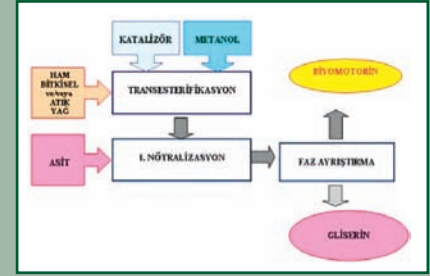 KATALİZÖR
METANOL
HAM
BİTKİSEL
ve/veya
ATIK
YAĞ
TRANSESTERİFİKASYON
BİYOMOTORİN
ASİT
1. NÖTRALİZASYON
FAZ AYRIŞTIRMA
GLİSERİN